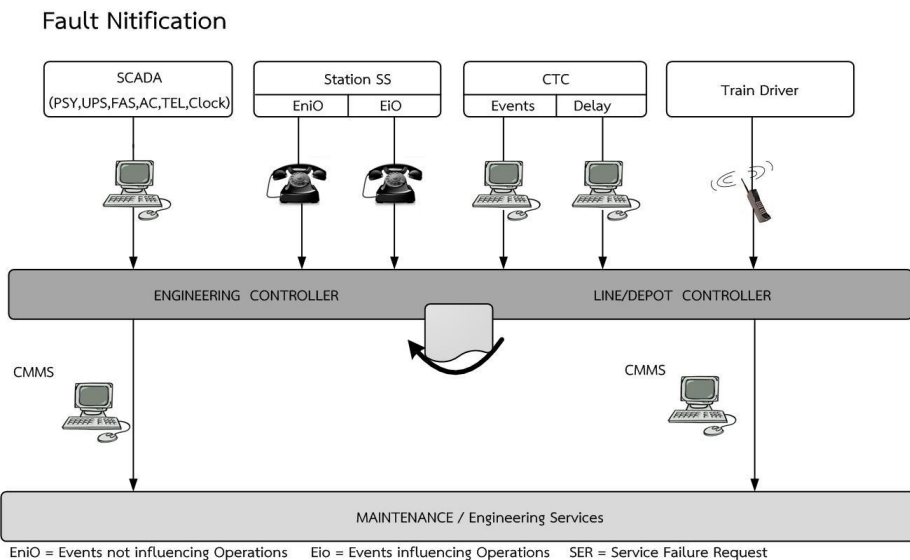 Fault Nitification
SCADA
(PSY,UPS,FAS,AC,TEL,Clock)
Station SS
EniO
EiO
CTC
Events
Delay
Train Driver
ENGINEERING CONTROLLER
LINE/DEPOT CONTROLLER
CMMS
CMMS
MAINTENANCE / Engineering Services
EniO = Events not influencing Operations Eio = Events influencing Operations SER = Service Failure Request